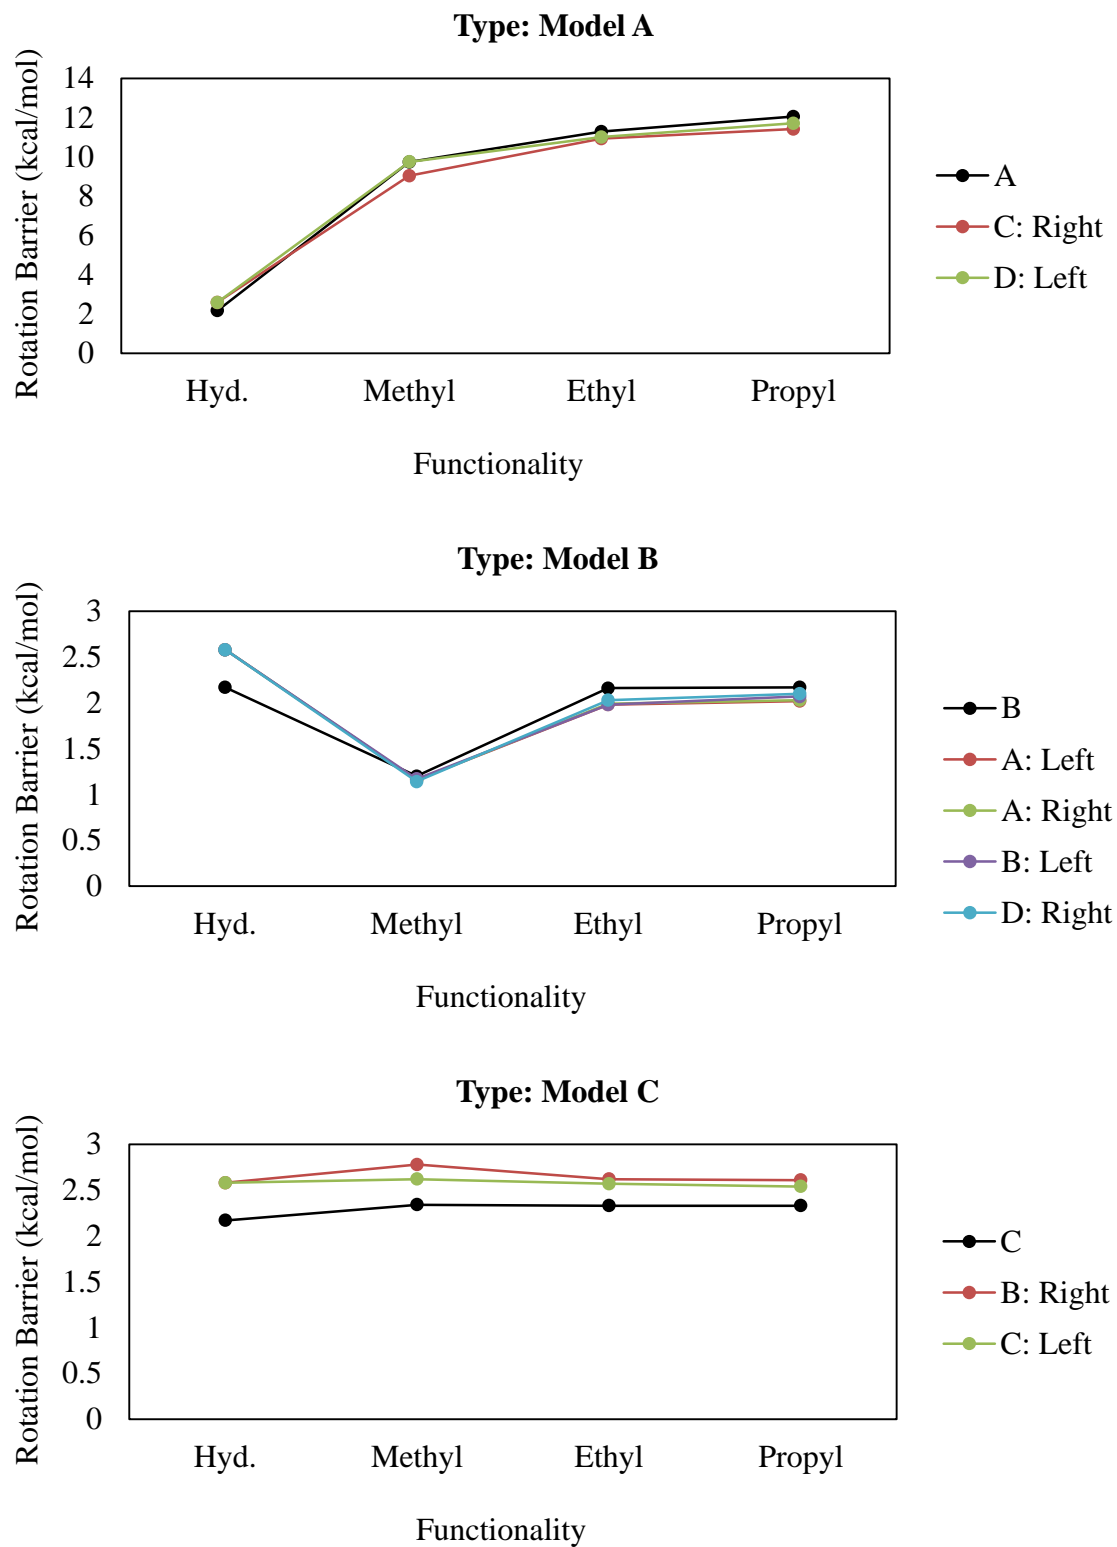 Type: Model A
Rotation Barrier (kcal/mol)
14
12
10
8
6
4
2
0
Hyd. Methyl Ethyl Propyl
Functionality
A
C: Right
D: Left
Type: Model B
Rotation Barrier (kcal/mol)
3
2.5
2
1.5
1
0.5
0
Hyd. Methyl Ethyl Propyl
Functionality
B
A: Left
A: Right
B: Left
D: Right
Type: Model C
Rotation Barrier (kcal/mol)
3
2.5
2
1.5
1
0.5
0
Hyd. Methyl Ethyl Propyl
Functionality
C
B: Right
C: Left